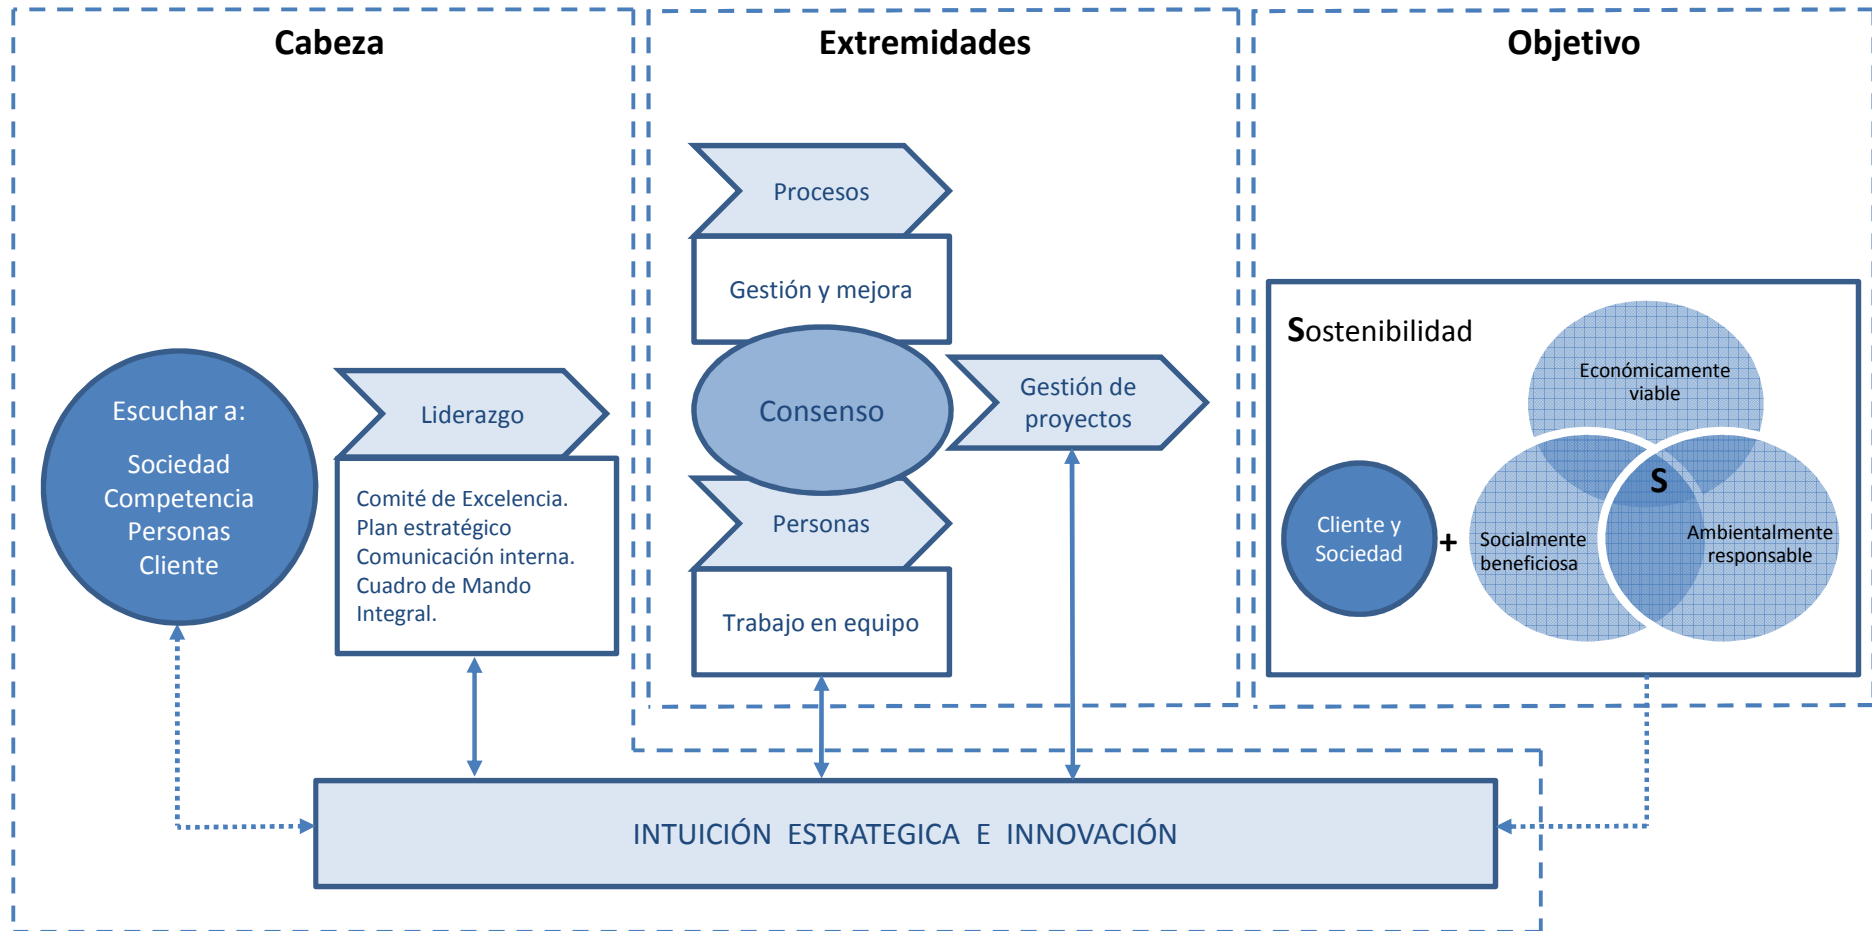 Cabeza
Escuchar a:
Sociedad
Competencia
Personas
Cliente
Liderazgo
Comité de Excelencia.
Plan estratégico
Comunicación interna.
Cuadro de Mando
Integral.
Extremidades
Procesos
Gestión y mejora
Consenso
Personas
Trabajo en equipo
Gestión de
proyectos
Objetivo
Sostenibilidad
Económicamente
viable
S
Cliente y
Sociedad
+
Socialmente
beneficiosa
Ambientalmente
responsable
INTUICIÓN ESTRATEGICA E INNOVACIÓN